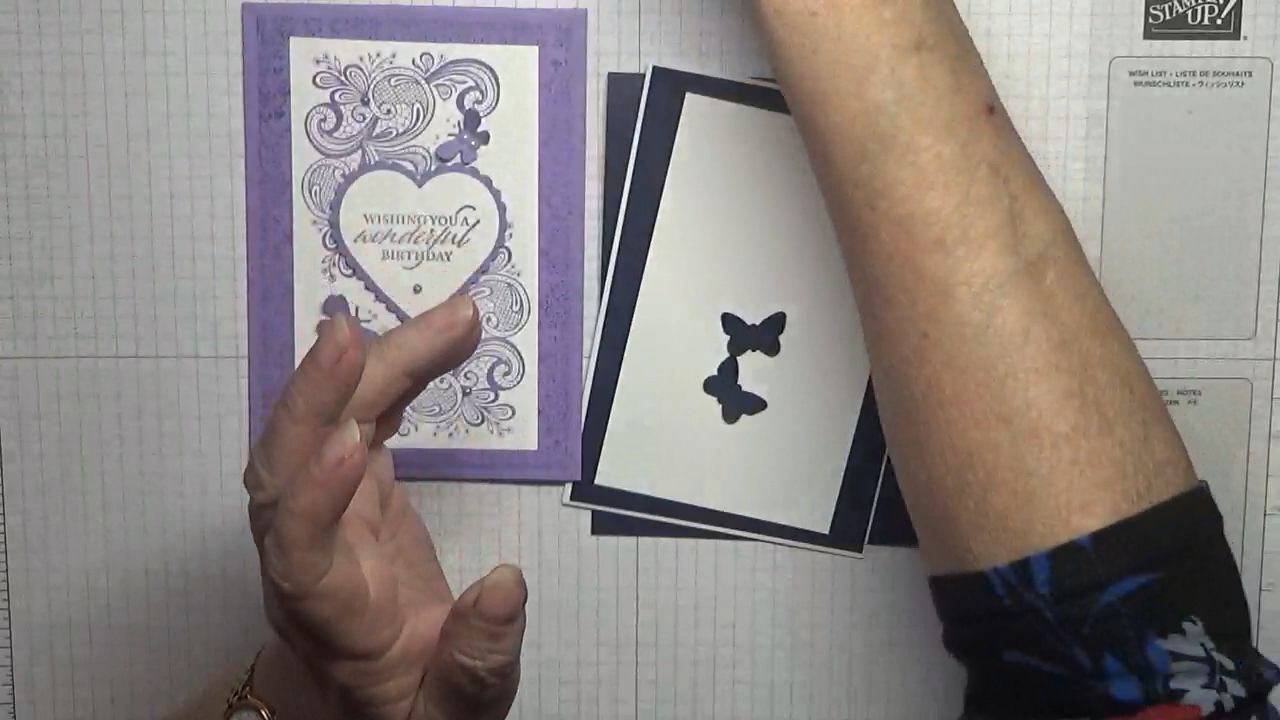 WISHING YOU A
wonderful
BIRTHDAY
STAMPIN'
UP!
WISH LIST • LISTE DE SOUHAITS
WUNSCHLISTE • ウィッシュリスト
NOTES